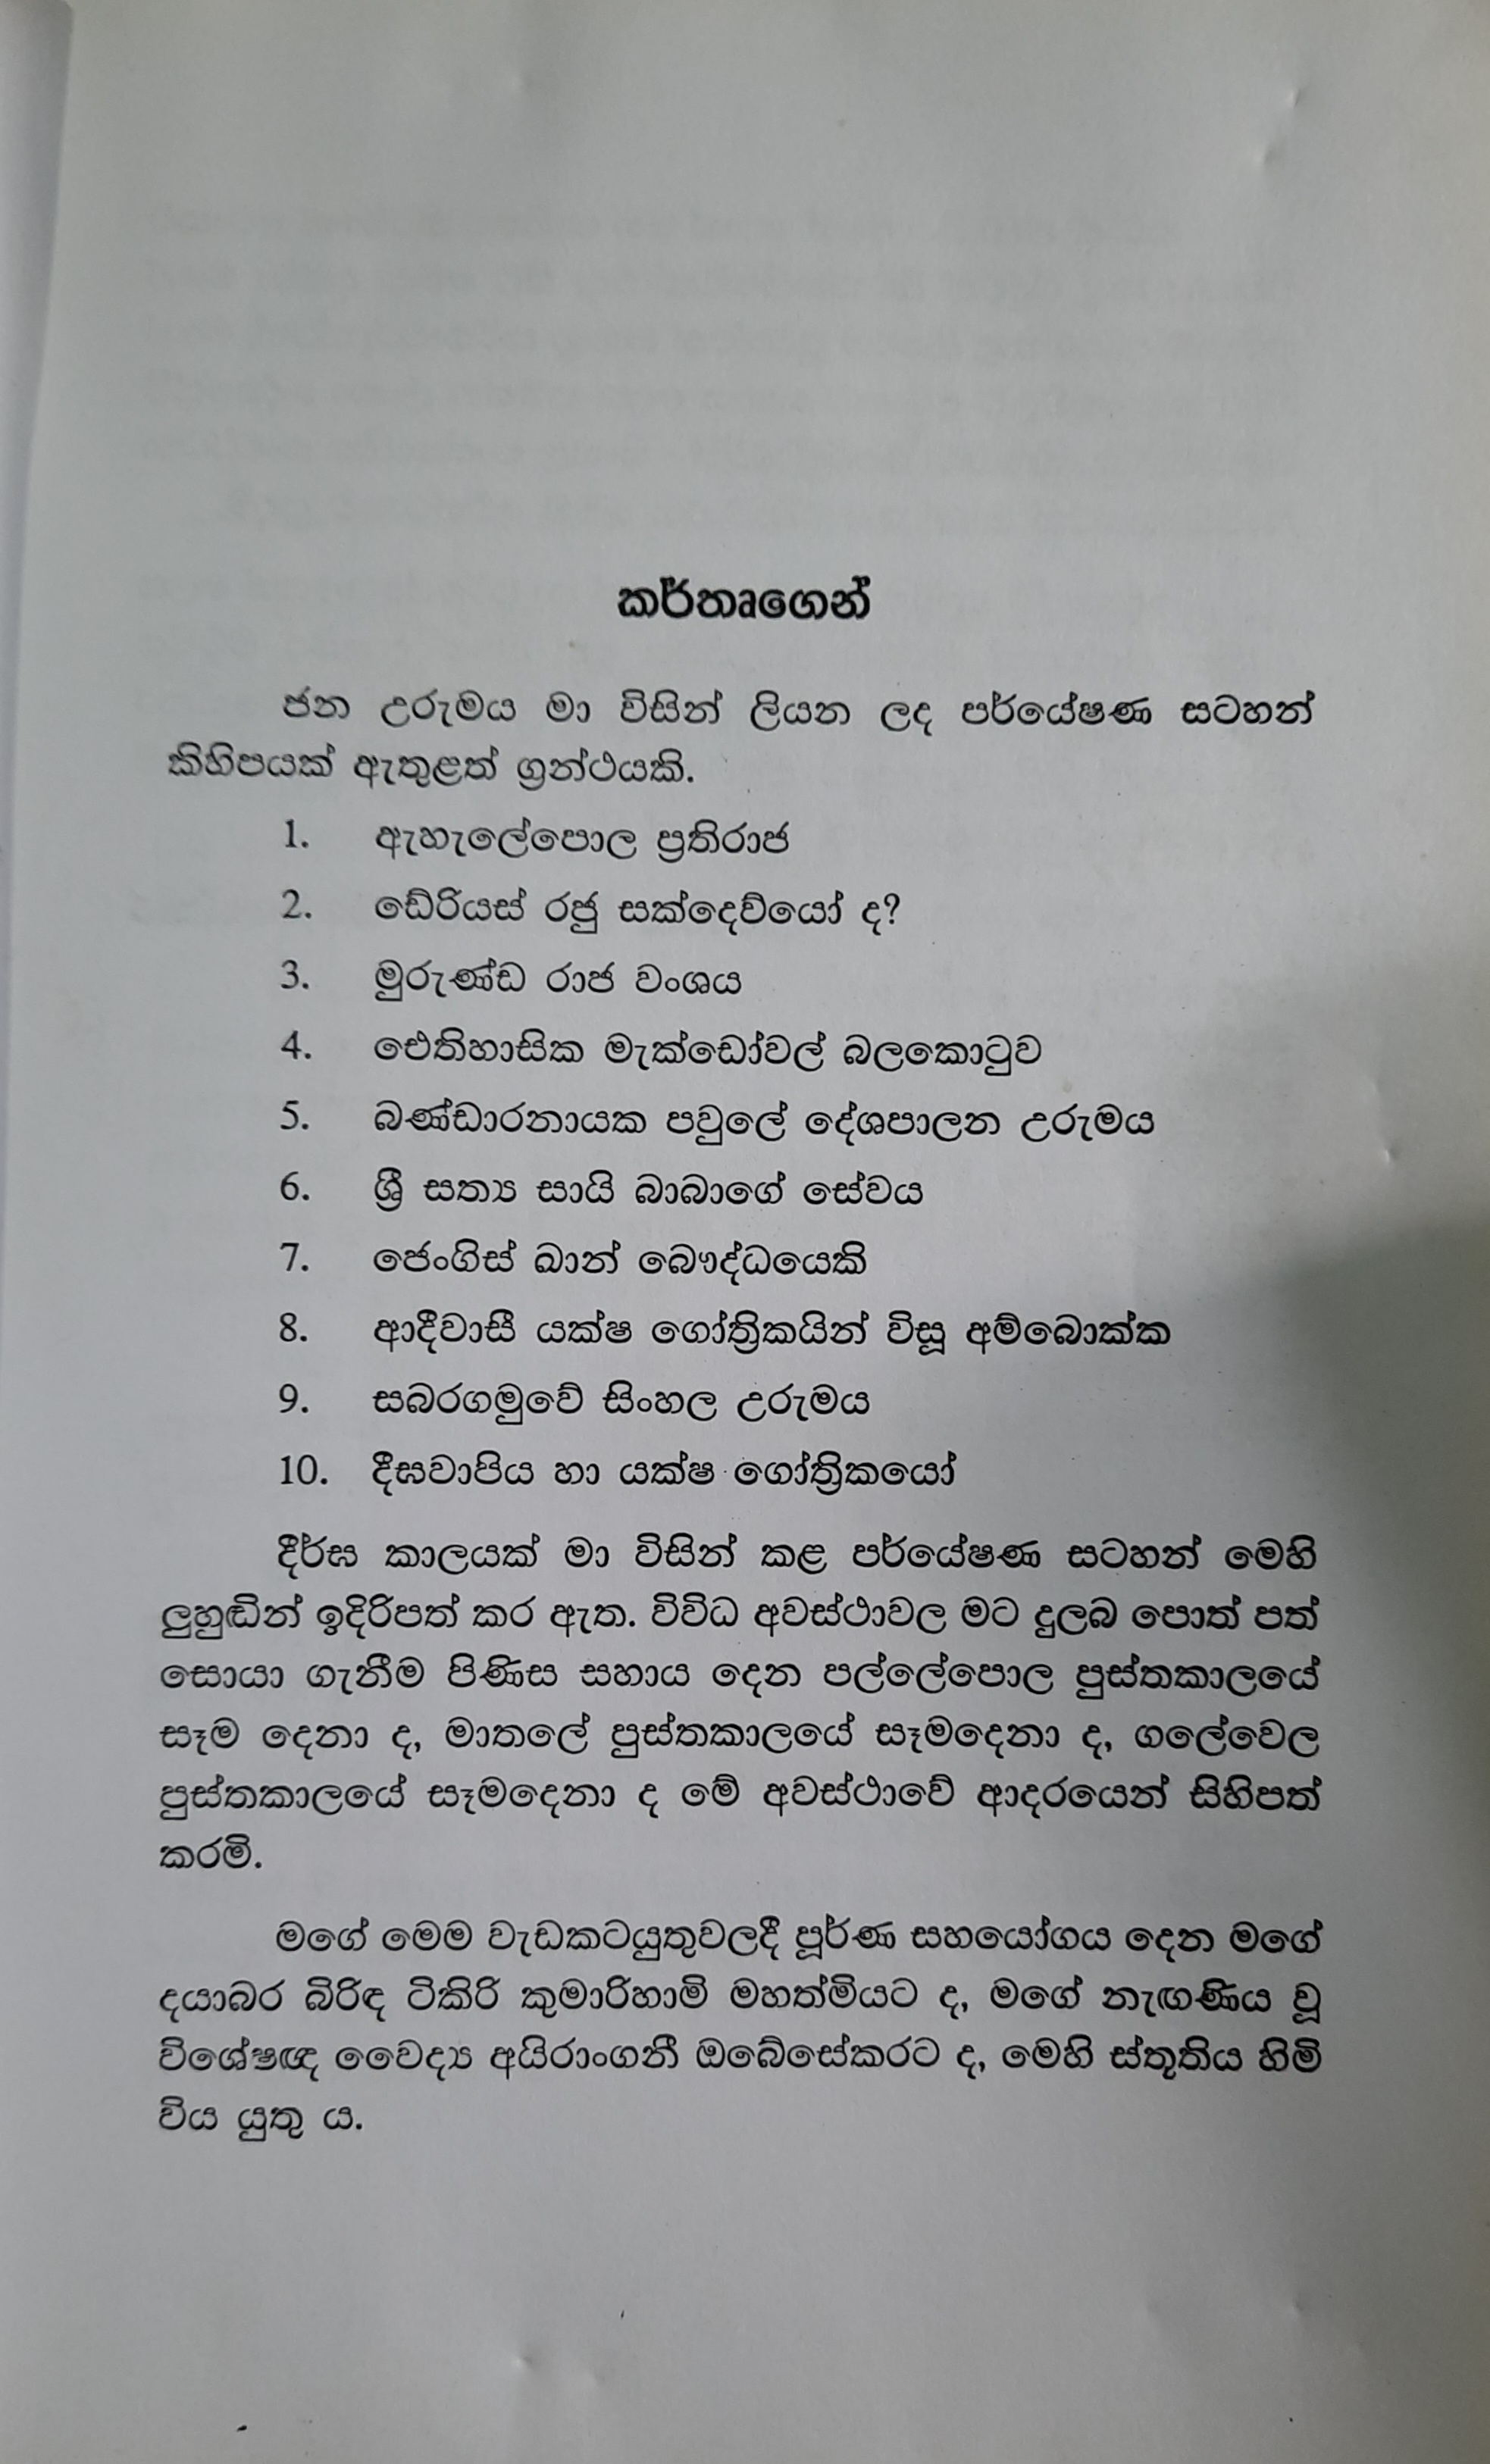 කර්තෘගෙන්
ජන උරුමය මා විසින් ලියන ලද පර්යේෂණ සටහන්
කිහිපයක් ඇතුළත් ග්‍රන්ථයකි.
1. ඇහැලේපොල ප්‍රතිරාජ
2. ඩේරියස් රජු සක්දෙව්යෝ ද?
3. මුරුණ්ඩ රාජ වංශය
4. ඓතිහාසික මැක්ඩෝවල් බලකොටුව
5. බණ්ඩාරනායක පවුලේ දේශපාලන උරුමය
6. ශ්‍රී සත්‍ය සායි බාබාගේ සේවය
7. ජෙංගිස් ඛාන් බෞද්ධයෙකි
8. ආදීවාසී යක්ෂ ගෝත්‍රිකයින් විසූ අම්බොක්ක
9. සබරගමුවේ සිංහල උරුමය
10. දීඝවාපිය හා යක්ෂ ගෝත්‍රිකයෝ
දීර්ඝ කාලයක් මා විසින් කළ පර්යේෂණ සටහන් මෙහි
ලුහුඬින් ඉදිරිපත් කර ඇත. විවිධ අවස්ථාවල මට දුලබ පොත් පත්
සොයා ගැනීම පිණිස සහාය දෙන පල්ලේපොල පුස්තකාලයේ
සෑම දෙනා ද, මාතලේ පුස්තකාලයේ සෑමදෙනා ද, ගලේවෙල
පුස්තකාලයේ සෑමදෙනා ද මේ අවස්ථාවේ ආදරයෙන් සිහිපත්
කරමි.
මගේ මෙම වැඩකටයුතුවලදී පූර්ණ සහයෝගය දෙන මගේ
දයාබර බිරිඳ ටිකිරි කුමාරිහාමි මහත්මියට ද, මගේ නැඟණිය වූ
විශේෂඥ වෛද්‍ය අයිරාංගනී ඔබේසේකරට ද, මෙහි ස්තුතිය හිමි
විය යුතු ය.